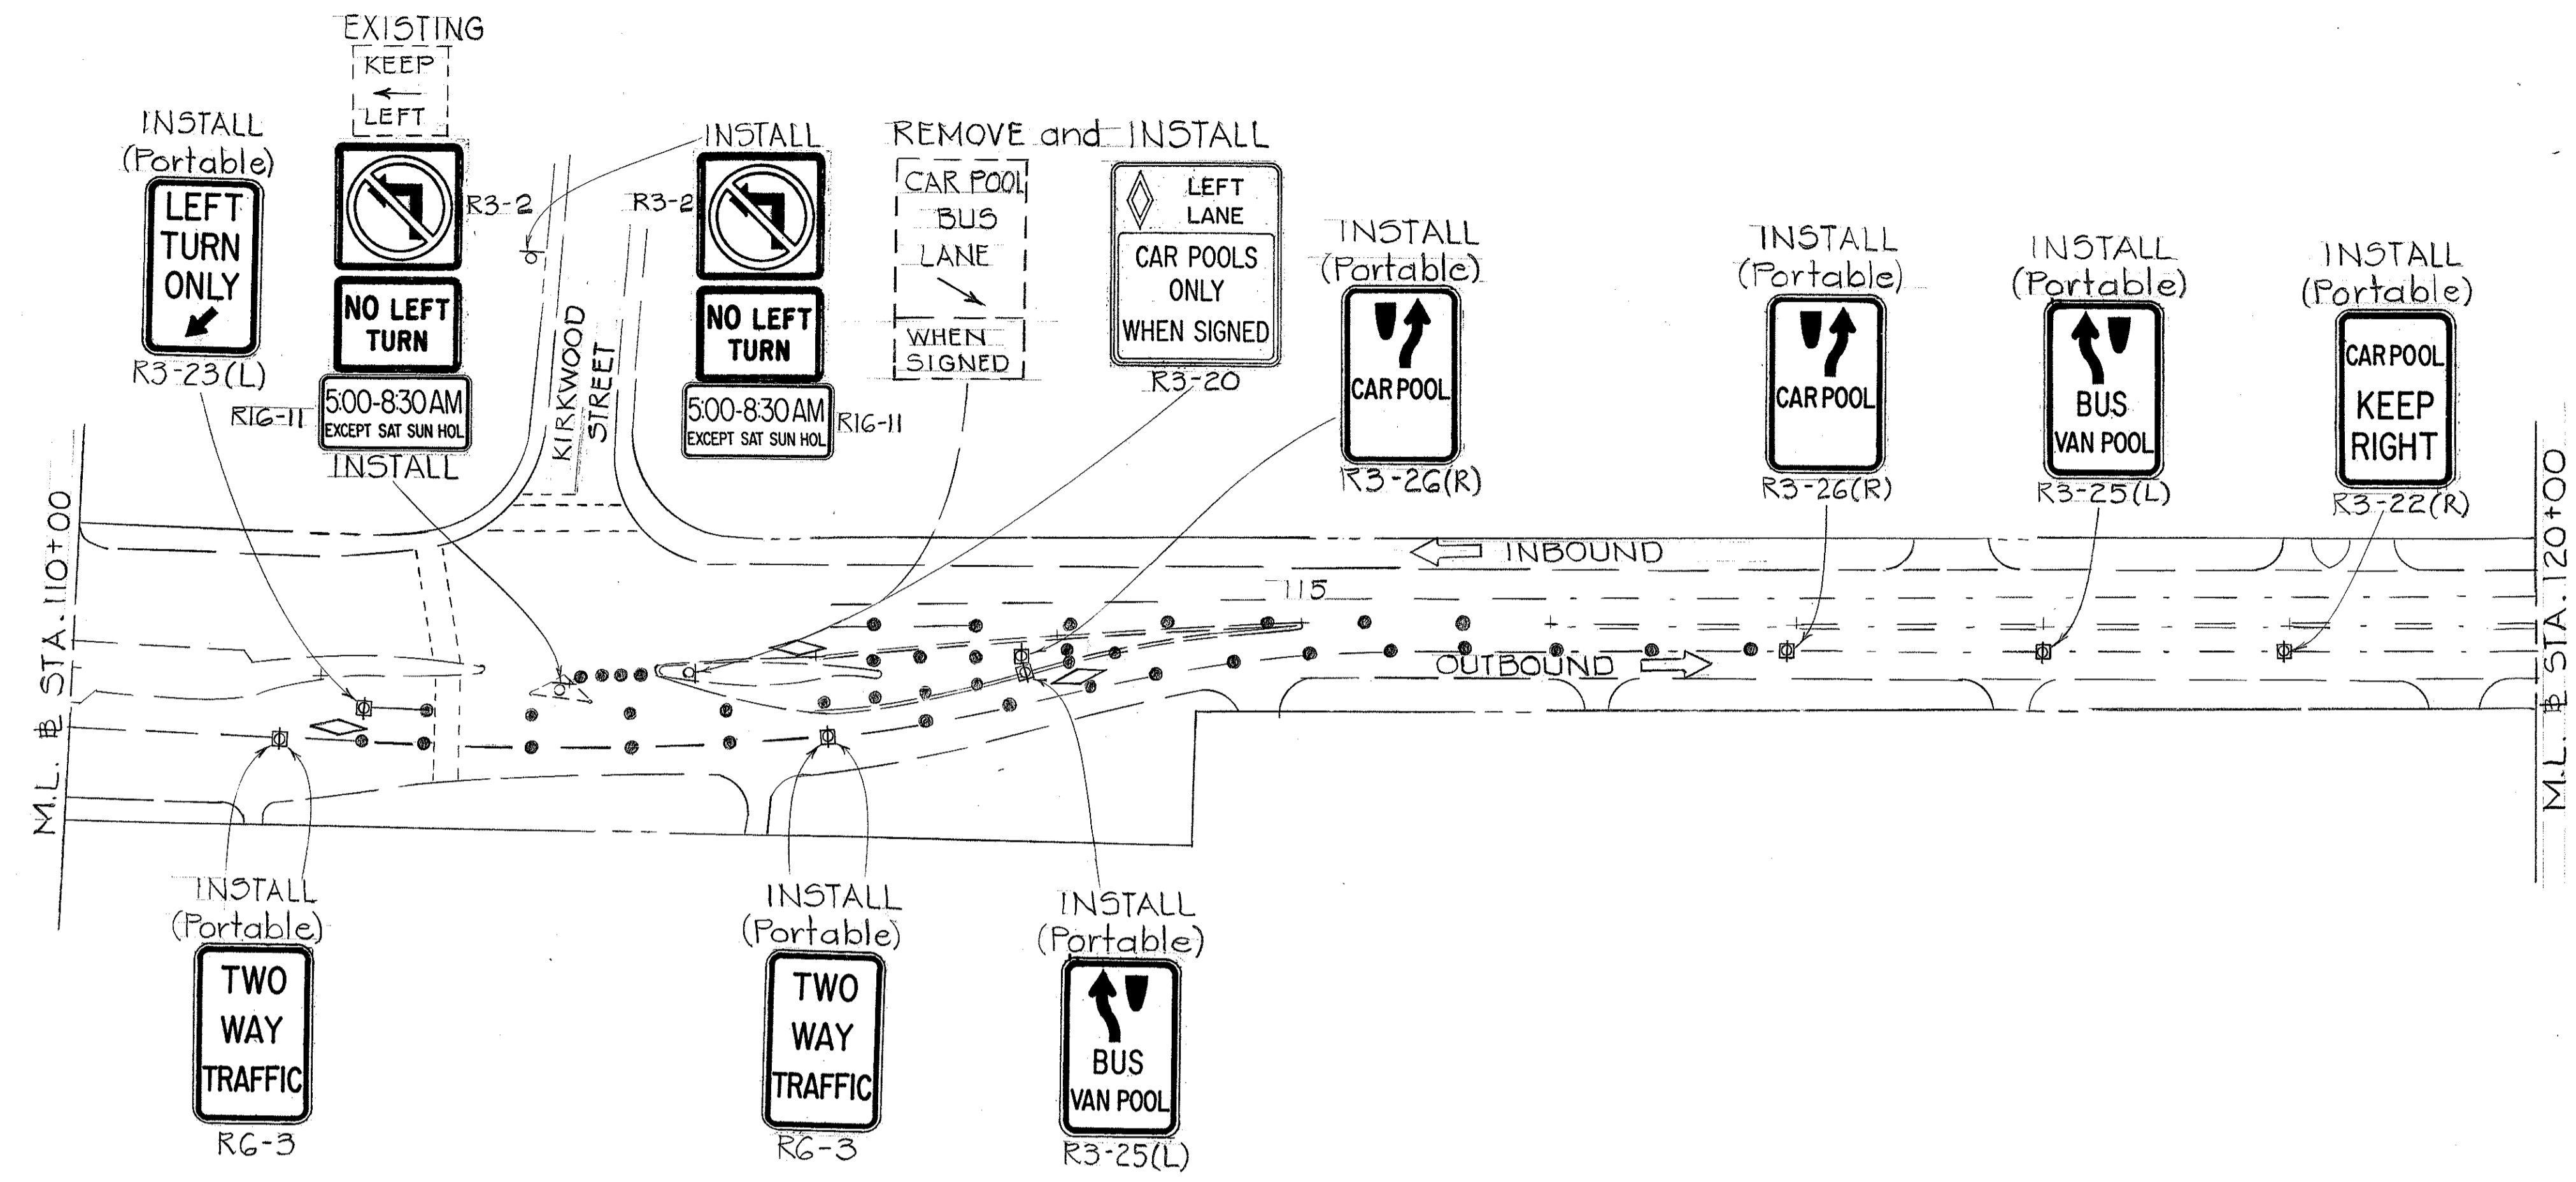 EXISTING
KEEP
LEFT
INSTALL
(Portable)
LEFT
TURN
ONLY
R3-23(L)
R3-2
NO LEFT
TURN
R16-11
5:00-8:30 AM
EXCEPT SAT SUN HOL
INSTALL
INSTALL
R3-2
NO LEFT
TURN
5:00-8:30 AM
EXCEPT SAT SUN HOL
R16-11
KIRKWOOD
STREET
REMOVE and INSTALL
CAR POOL
BUS
LANE
WHEN
SIGNED
LEFT
LANE
CAR POOLS
ONLY
WHEN SIGNED
R3-20
INSTALL
(Portable)
CAR POOL
R3-26(R)
INSTALL
(Portable)
CAR POOL
R3-26(R)
INSTALL
(Portable)
BUS
VAN POOL
R3-25(L)
INSTALL
(Portable)
CAR POOL
KEEP
RIGHT
R3-22(R)
M.L. ⅊ STA. 110+00
INBOUND
115
OUTBOUND
M.L. ⅊ STA. 120+00
INSTALL
(Portable)
TWO
WAY
TRAFFIC
R6-3
INSTALL
(Portable)
TWO
WAY
TRAFFIC
R6-3
INSTALL
(Portable)
BUS
VAN POOL
R3-25(L)